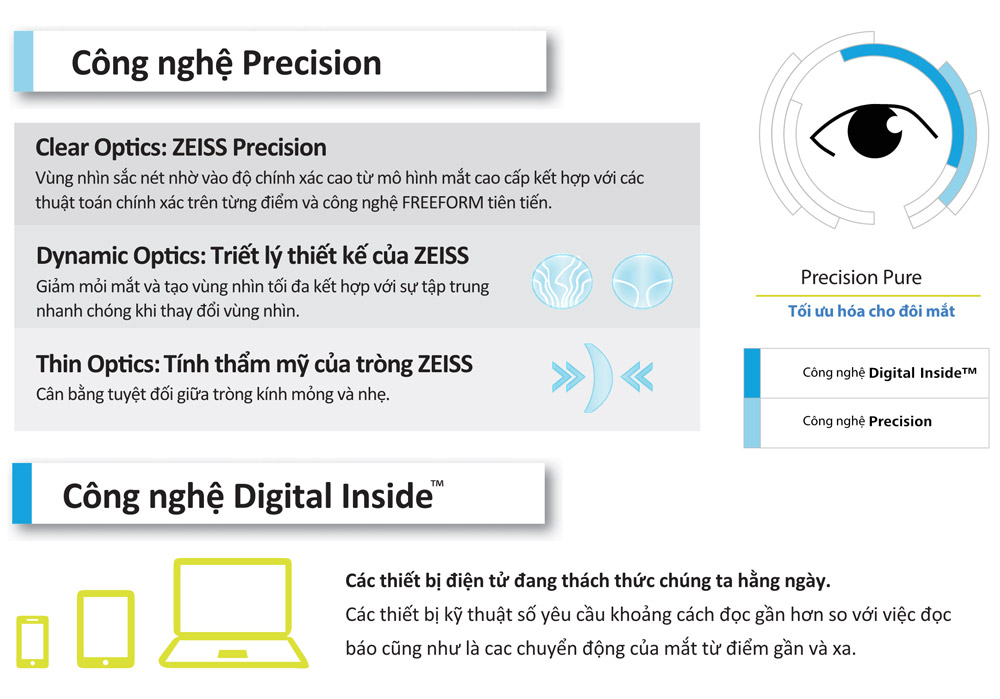 Công nghệ Precision
Clear Optics: ZEISS Precision
Vùng nhìn sắc nét nhờ vào độ chính xác cao từ mô hình mắt cao cấp kết hợp với các
thuật toán chính xác trên từng điểm và công nghệ FREEFORM tiên tiến.
Dynamic Optics: Triết lý thiết kế của ZEISS
Giảm mỏi mắt và tạo vùng nhìn tối đa kết hợp với sự tập trung
nhanh chóng khi thay đổi vùng nhìn.
Thin Optics: Tính thẩm mỹ của tròng ZEISS
Cân bằng tuyệt đối giữa tròng kính mỏng và nhẹ.
Precision Pure
Tối ưu hóa cho đôi mắt
Công nghệ Digital Inside™
Công nghệ Precision
Công nghệ Digital Inside™
Các thiết bị điện tử đang thách thức chúng ta hằng ngày.
Các thiết bị kỹ thuật số yêu cầu khoảng cách đọc gần hơn so với việc đọc
báo cũng như là cac chuyển động của mắt từ điểm gần và xa.